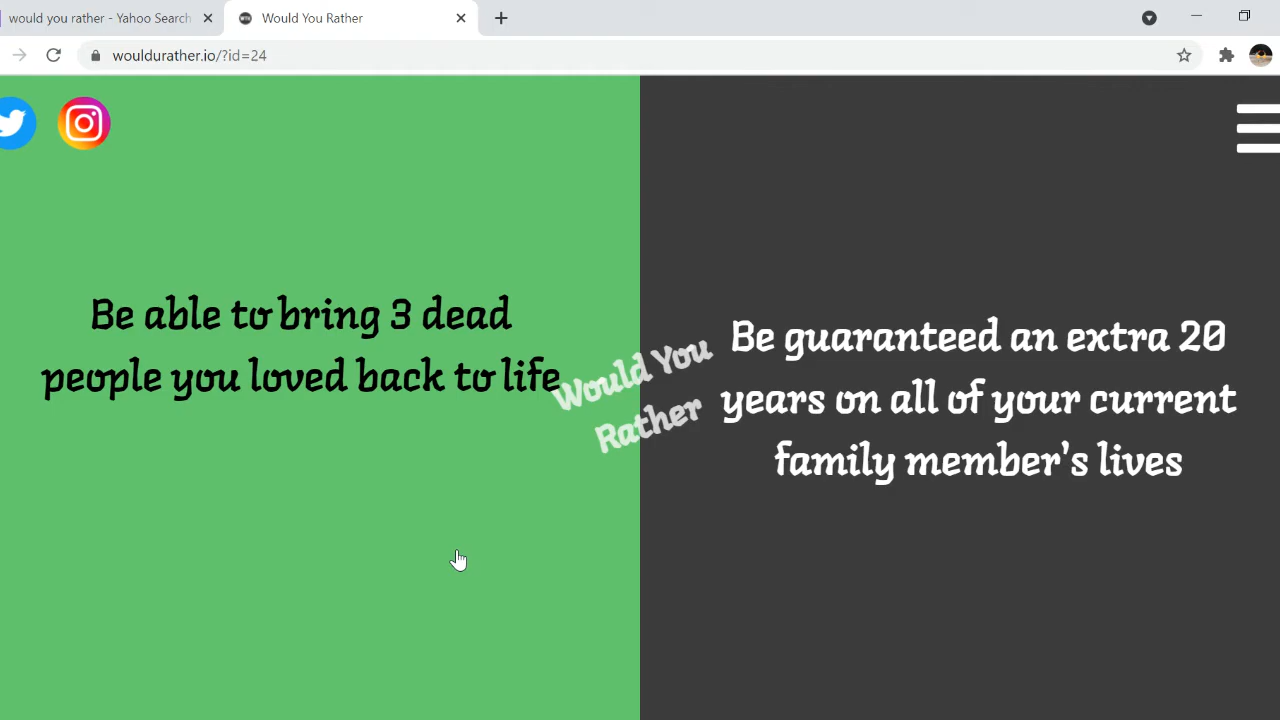 would you rather - Yahoo Search
Would You Rather
wouldurather.io/?id=24
Be able to bring 3 dead
people you loved back to life
Would You
Rather
Be guaranteed an extra 20
years on all of your current
family member's lives